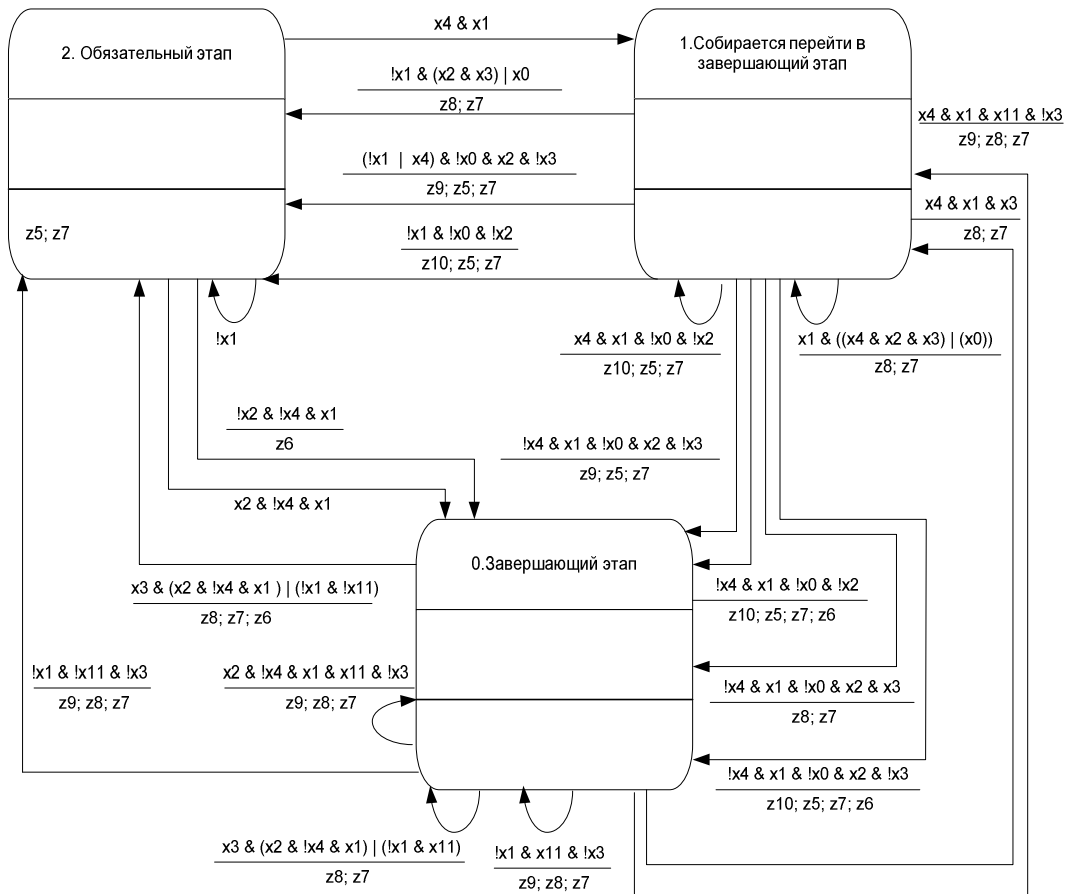 x4 & x1
2. Обязательный этап
1.Собирается перейти в
завершающий этап
!x1 & (x2 & x3) | x0
z8; z7
x4 & x1 & x11 & !x3
z9; z8; z7
(!x1 | x4) & !x0 & x2 & !x3
z9; z5; z7
x4 & x1 & x3
z8; z7
z5; z7
!x1 & !x0 & !x2
z10; z5; z7
!x1
x4 & x1 & !x0 & !x2
z10; z5; z7
x1 & ((x4 & x2 & x3) | (x0))
z8; z7
!x2 & !x4 & x1
z6
!x4 & x1 & !x0 & x2 & !x3
z9; z5; z7
x2 & !x4 & x1
0.Завершающий этап
x3 & (x2 & !x4 & x1 ) | (!x1 & !x11)
z8; z7; z6
!x4 & x1 & !x0 & !x2
z10; z5; z7; z6
!x1 & !x11 & !x3
z9; z8; z7
x2 & !x4 & x1 & x11 & !x3
z9; z8; z7
!x4 & x1 & !x0 & x2 & x3
z8; z7
!x4 & x1 & !x0 & x2 & !x3
z10; z5; z7; z6
x3 & (x2 & !x4 & x1) | (!x1 & x11)
z8; z7
!x1 & x11 & !x3
z9; z8; z7